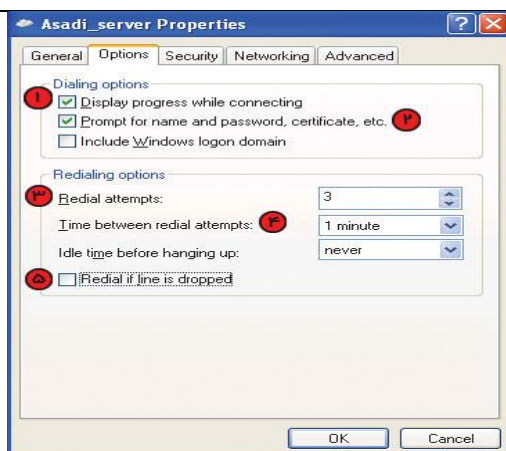 Asadi_server Properties
General Options Security Networking Advanced
Dialing options
۱ Display progress while connecting
Prompt for name and password, certificate, etc. ۲
Include Windows logon domain
Redialing options
۳ Redial attempts: 3
Time between redial attempts: ۴ 1 minute
Idle time before hanging up: never
۵ Redial if line is dropped
OK Cancel